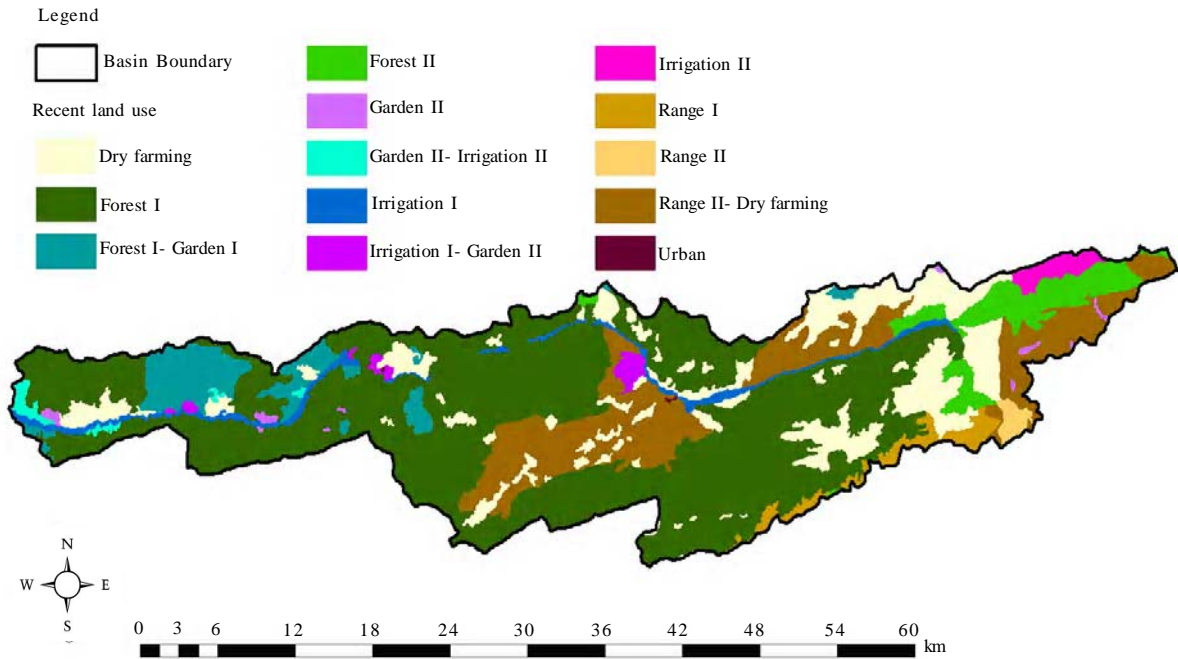 Legend
Basin Boundary
Recent land use
Dry farming
Forest I
Forest I- Garden I
Forest II
Garden II
Garden II- Irrigation II
Irrigation I
Irrigation I- Garden II
Irrigation II
Range I
Range II
Range II- Dry farming
Urban
N
W E
S
0 3 6 12 18 24 30 36 42 48 54 60
km